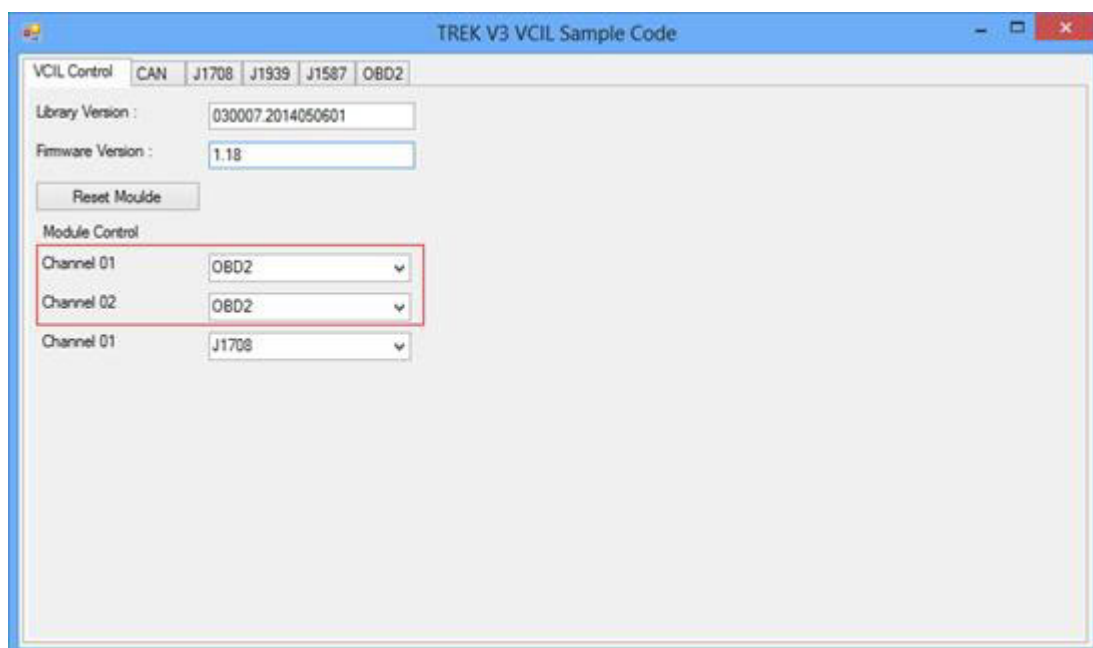 TREK V3 VCIL Sample Code
VCIL Control CAN J1708 J1939 J1587 OBD2
Library Version : 030007.2014050601
Firmware Version : 1.18
Reset Moulde
Module Control
Channel 01 OBD2
Channel 02 OBD2
Channel 01 J1708